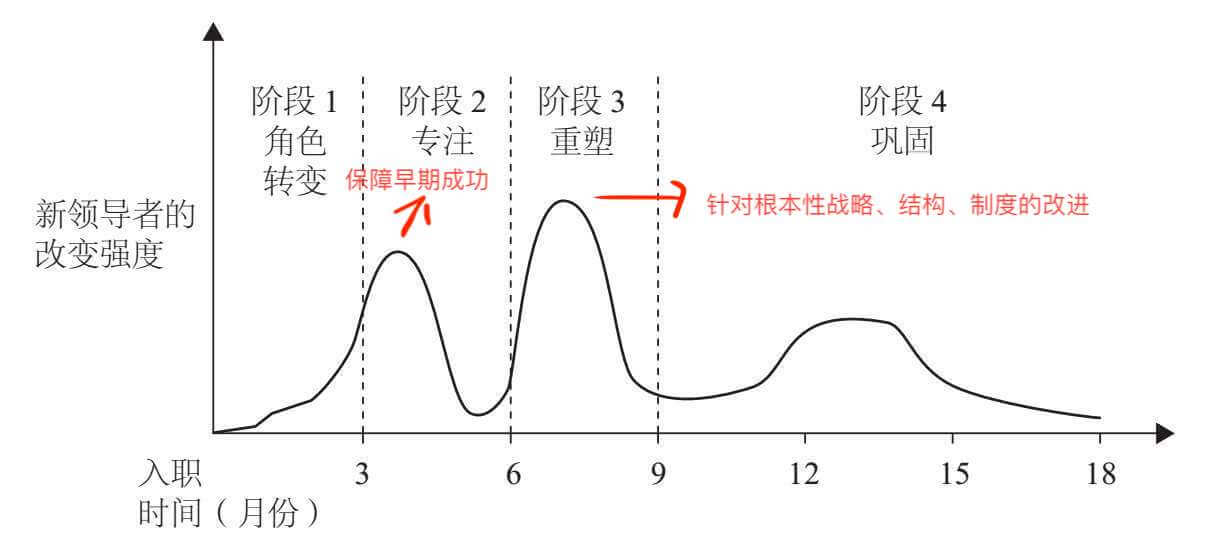 阶段 1
角色
转变
阶段 2
专注
阶段 3
重塑
阶段 4
巩固
保障早期成功
针对根本性战略、结构、制度的改进
新领导者的
改变强度
3
6
9
12
15
18
入职
时间（月份）